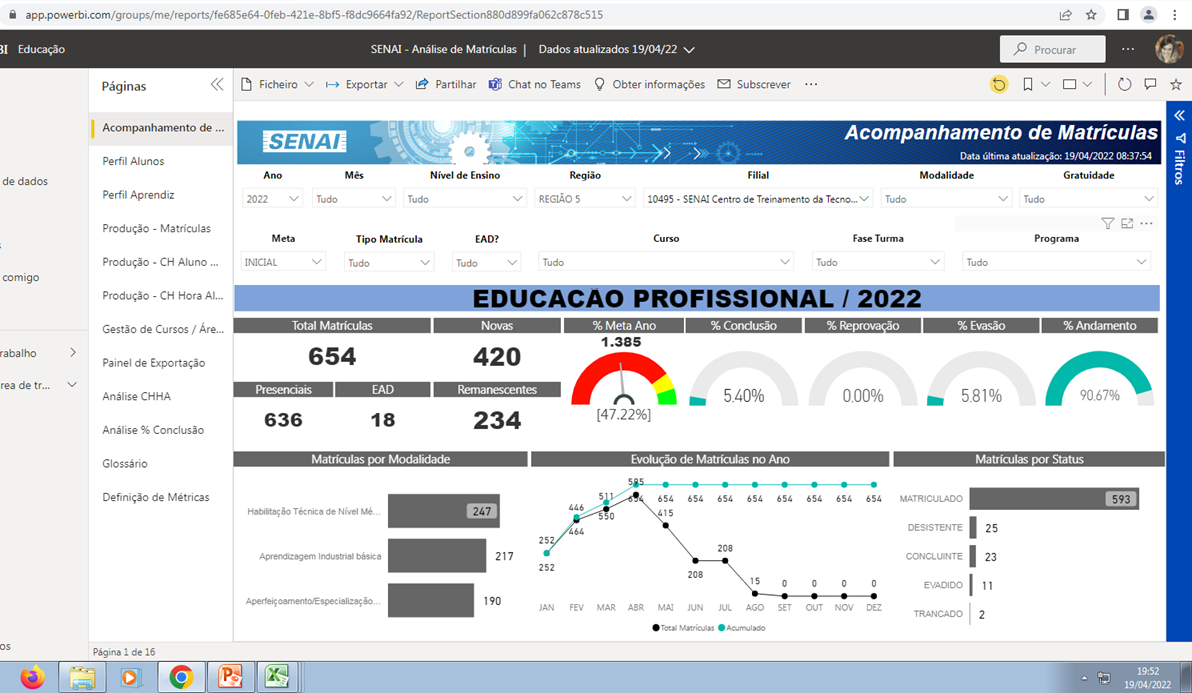 app.powerbi.com/groups/me/reports/fe685e64-0feb-421e-8bf5-f8dc9664fa92/ReportSection880d899fa062c878c515
BI Educação
SENAI - Análise de Matrículas | Dados atualizados 19/04/22
Procurar
de dados
comigo
rabalho
rea de tr...
os
Páginas
Acompanhamento de ...
Perfil Alunos
Perfil Aprendiz
Produção - Matrículas
Produção - CH Aluno ...
Produção - CH Hora Al...
Gestão de Cursos / Áre...
Painel de Exportação
Análise CHHA
Análise % Conclusão
Glossário
Definição de Métricas
Ficheiro Exportar Partilhar Chat no Teams Obter informações Subscrever ...
Filtros
SENAI
Acompanhamento de Matrículas
Data última atualização: 19/04/2022 08:37:54
Ano Mês Nível de Ensino Região Filial Modalidade Gratuidade
2022 Tudo Tudo REGIÃO 5 10495 - SENAI Centro de Treinamento da Tecno... Tudo Tudo
Meta Tipo Matrícula EAD? Curso Fase Turma Programa
INICIAL Tudo Tudo Tudo Tudo Tudo
EDUCACÃO PROFISSIONAL / 2022
Total Matrículas Novas % Meta Ano % Conclusão % Reprovação % Evasão % Andamento
654 420 1.385
[47.22%] 5,40% 0,00% 5,81% 90,67%
Presenciais EAD Remanescentes
636 18 234
Matrículas por Modalidade
Habilitação Técnica de Nível Mé... 247
Aprendizagem Industrial básica 217
Aperfeiçoamento/Especialização... 190
Evolução de Matrículas no Ano
252 446 511 595 654 654 654 654 654 654 654 654 654
252 464 550 415 208 208 15 0 0 0 0
JAN FEV MAR ABR MAI JUN JUL AGO SET OUT NOV DEZ
Total Matrículas Acumulado
Matrículas por Status
MATRICULADO 593
DESISTENTE 25
CONCLUINTE 23
EVADIDO 11
TRANCADO 2
Página 1 de 16
19:52
19/04/2022